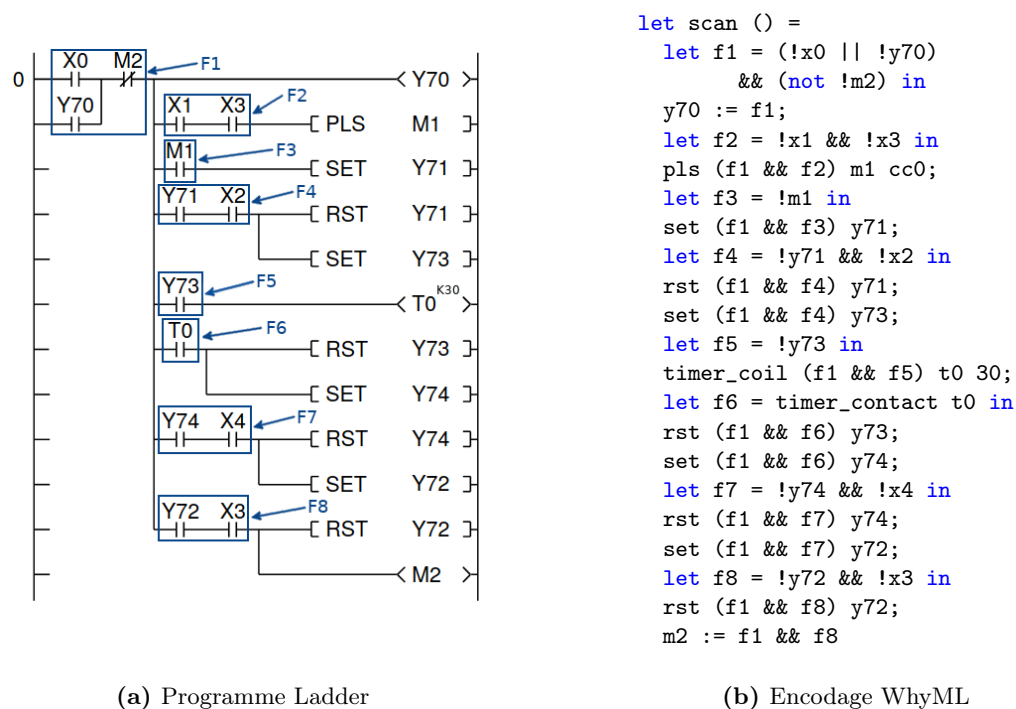 X0 M2 F1
0 Y70
Y70 X1 X3 F2
PLS M1
M1 F3
SET Y71
Y71 X2 F4
RST Y71
SET Y73
Y73 F5
K30
T0
T0 F6
RST Y73
SET Y74
Y74 X4 F7
RST Y74
SET Y72
Y72 X3 F8
RST Y72
M2
(a) Programme Ladder
let scan () =
let f1 = (!x0 || !y70)
&& (not !m2) in
y70 := f1;
let f2 = !x1 && !x3 in
pls (f1 && f2) m1 cc0;
let f3 = !m1 in
set (f1 && f3) y71;
let f4 = !y71 && !x2 in
rst (f1 && f4) y71;
set (f1 && f4) y73;
let f5 = !y73 in
timer_coil (f1 && f5) t0 30;
let f6 = timer_contact t0 in
rst (f1 && f6) y73;
set (f1 && f6) y74;
let f7 = !y74 && !x4 in
rst (f1 && f7) y74;
set (f1 && f7) y72;
let f8 = !y72 && !x3 in
rst (f1 && f8) y72;
m2 := f1 && f8
(b) Encodage WhyML